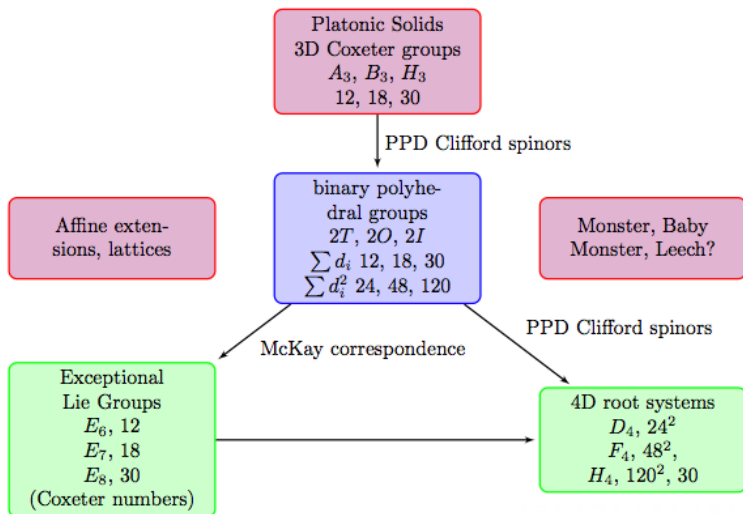 Platonic Solids
3D Coxeter groups
A₃, B₃, H₃
12, 18, 30
PPD Clifford spinors
binary polyhe-
dral groups
2T, 2O, 2I
∑ dᵢ 12, 18, 30
∑ dᵢ² 24, 48, 120
Affine exten-
sions, lattices
Monster, Baby
Monster, Leech?
PPD Clifford spinors
McKay correspondence
Exceptional
Lie Groups
E₆, 12
E₇, 18
E₈, 30
(Coxeter numbers)
4D root systems
D₄, 24²
F₄, 48²,
H₄, 120², 30